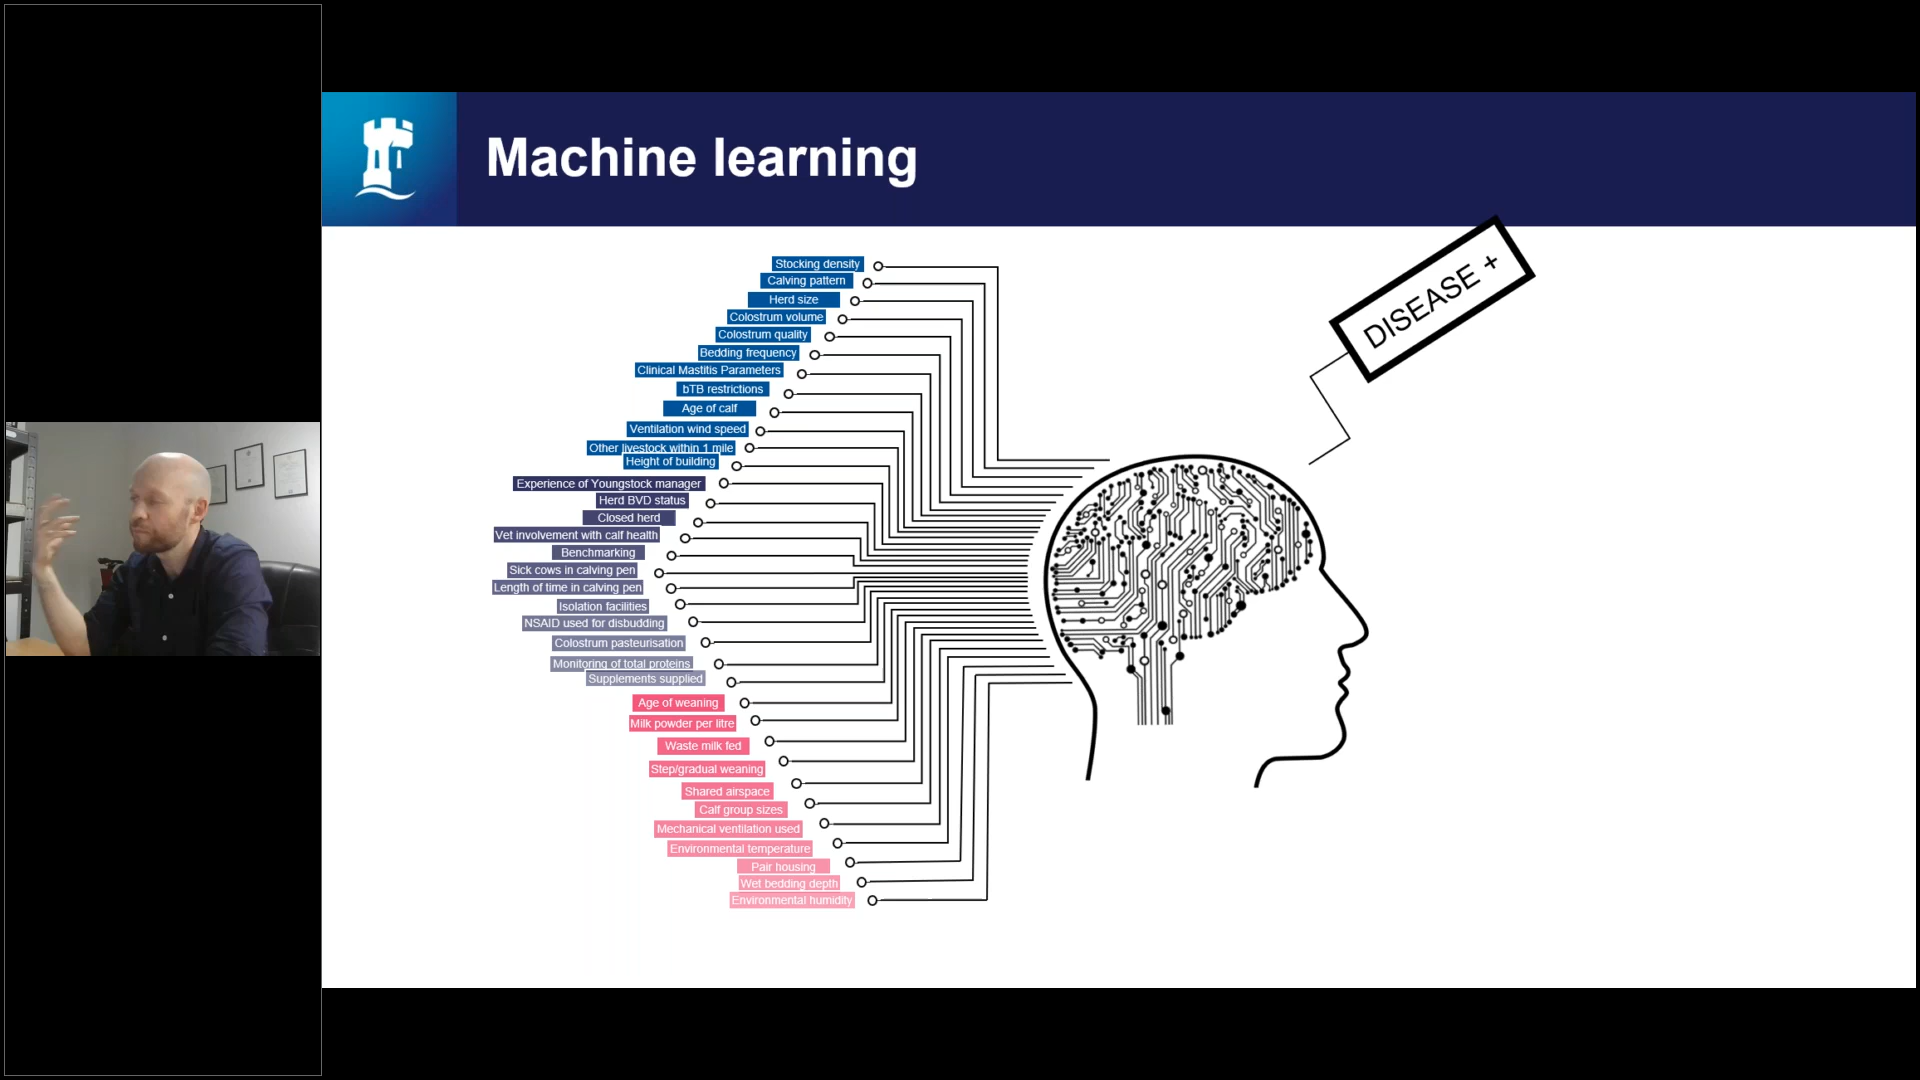 Machine learning
DISEASE +
Stocking density
Calving pattern
Herd size
Colostrum volume
Colostrum quality
Bedding frequency
Clinical Mastitis Parameters
bTB restrictions
Age of calf
Ventilation wind speed
Other livestock within 1 mile
Height of building
Experience of Youngstock manager
Herd BVD status
Closed herd
Vet involvement with calf health
Benchmarking
Sick cows in calving pen
Length of time in calving pen
Isolation facilities
NSAID used for disbudding
Colostrum pasteurisation
Monitoring of total proteins
Supplements supplied
Age of weaning
Milk powder per litre
Waste milk fed
Step/gradual weaning
Shared airspace
Calf group sizes
Mechanical ventilation used
Environmental temperature
Pair housing
Wet bedding depth
Environmental humidity